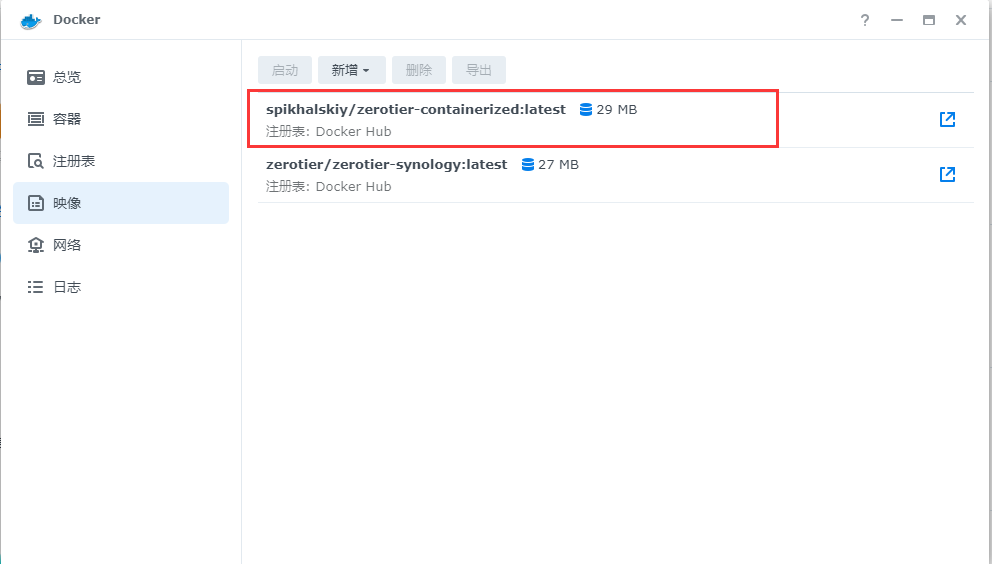 Docker
总览
容器
注册表
映像
网络
日志
启动 新增 删除 导出
spikhalskiy/zerotier-containerized:latest 29 MB
注册表: Docker Hub
zerotier/zerotier-synology:latest 27 MB
注册表: Docker Hub